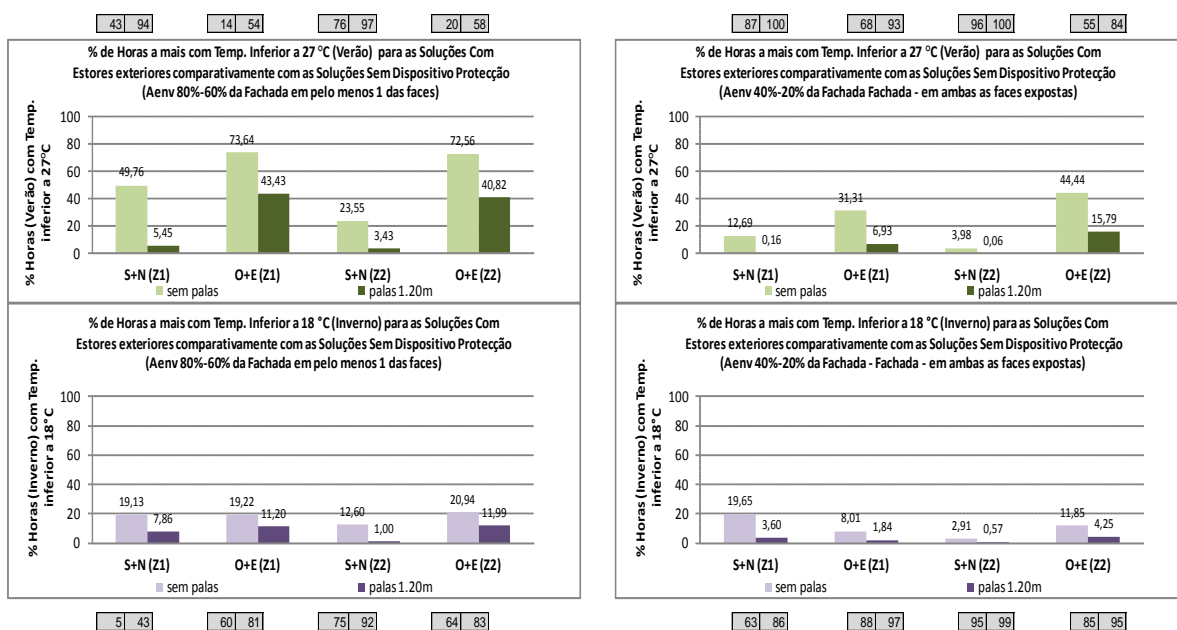 43 94 14 54 76 97 20 58
87 100 68 93 96 100 55 84
% de Horas a mais com Temp. Inferior a 27 °C (Verão) para as Soluções Com
Estores exteriores comparativamente com as Soluções Sem Dispositivo Protecção
(Aenv 80%-60% da Fachada em pelo menos 1 das faces)
% Horas (Verão) com Temp.
inferior a 27°C
100
80
60
40
20
0
49,76
5,45
73,64
43,43
23,55
3,43
72,56
40,82
S+N (Z1)
O+E (Z1)
S+N (Z2)
O+E (Z2)
sem palas
palas 1.20m
% de Horas a mais com Temp. Inferior a 27 °C (Verão) para as Soluções Com
Estores exteriores comparativamente com as Soluções Sem Dispositivo Protecção
(Aenv 40%-20% da Fachada Fachada - em ambas as faces expostas)
% Horas (Verão) com Temp.
inferior a 27°C
100
80
60
40
20
0
12,69
0,16
31,31
6,93
3,98
0,06
44,44
15,79
S+N (Z1)
O+E (Z1)
S+N (Z2)
O+E (Z2)
sem palas
palas 1.20m
% de Horas a mais com Temp. Inferior a 18 °C (Inverno) para as Soluções Com
Estores exteriores comparativamente com as Soluções Sem Dispositivo Protecção
(Aenv 80%-60% da Fachada em pelo menos 1 das faces)
% Horas (Inverno) com Temp.
inferior a 18°C
100
80
60
40
20
0
19,13
7,86
19,22
11,20
12,60
1,00
20,94
11,99
S+N (Z1)
O+E (Z1)
S+N (Z2)
O+E (Z2)
sem palas
palas 1.20m
% de Horas a mais com Temp. Inferior a 18 °C (Inverno) para as Soluções Com
Estores exteriores comparativamente com as Soluções Sem Dispositivo Protecção
(Aenv 40%-20% da Fachada - Fachada - em ambas as faces expostas)
% Horas (Inverno) com Temp.
inferior a 18°C
100
80
60
40
20
0
19,65
3,60
8,01
1,84
2,91
0,57
11,85
4,25
S+N (Z1)
O+E (Z1)
S+N (Z2)
O+E (Z2)
sem palas
palas 1.20m
5 43 60 81 75 92 64 83
63 86 88 97 95 99 85 95